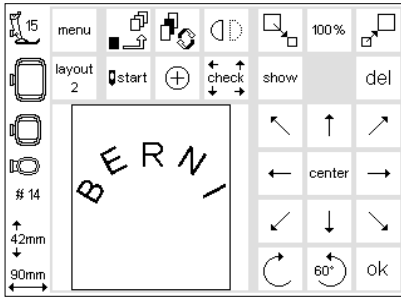 15 menu 100%
layout
2
start check show del
BERNI
center
# 14
42mm
90mm 60° ok